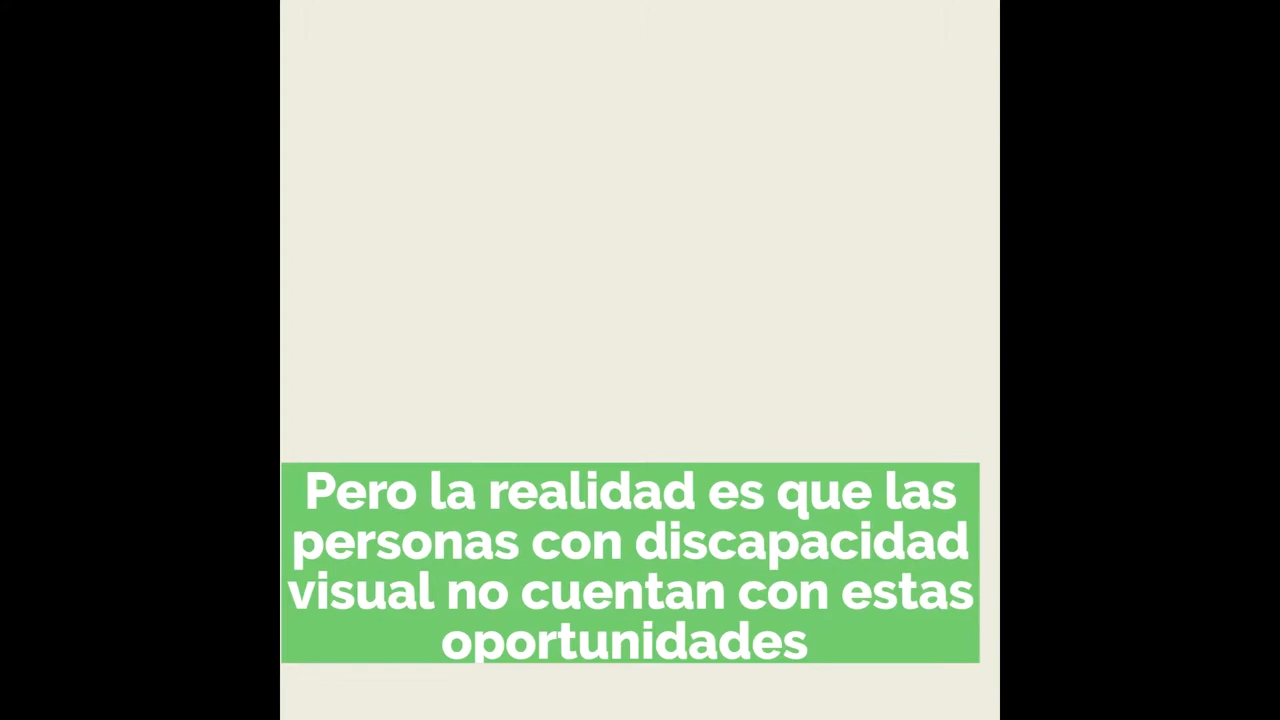 Pero la realidad es que las
personas con discapacidad
visual no cuentan con estas
oportunidades